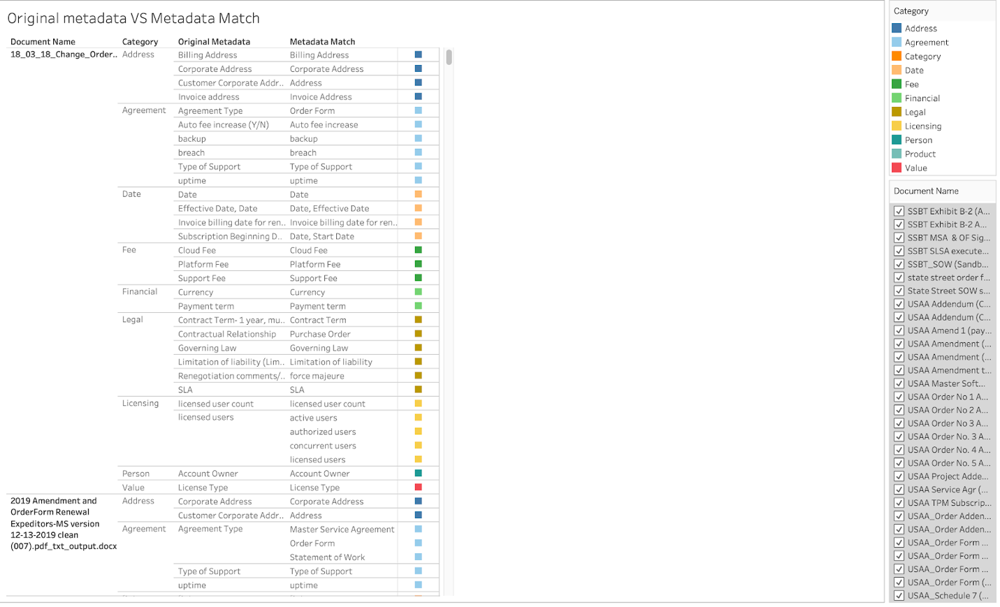 Original metadata VS Metadata Match
Document Name Category Original Metadata Metadata Match
18_03_18_Change_Order.. Address Billing Address Billing Address
Corporate Address Corporate Address
Customer Corporate Addr.. Address
Invoice address Invoice Address
Agreement Agreement Type Order Form
Auto fee increase (Y/N) Auto fee increase
backup backup
breach breach
Type of Support Type of Support
uptime uptime
Date Date Date
Effective Date, Date Date, Effective Date
Invoice billing date for ren.. Invoice billing date for ren..
Subscription Beginning D.. Date, Start Date
Fee Cloud Fee Cloud Fee
Platform Fee Platform Fee
Support Fee Support Fee
Financial Currency Currency
Payment term Payment term
Legal Contract Term- 1 year, mu.. Contract Term
Contractual Relationship Purchase Order
Governing Law Governing Law
Limitation of liability (Lim.. Limitation of liability
Renegotiation comments/.. force majeure
SLA SLA
Licensing licensed user count licensed user count
licensed users active users
authorized users
concurrent users
licensed users
Person Account Owner Account Owner
Value License Type License Type
2019 Amendment and
OrderForm Renewal
Expeditors-MS version
12-13-2019 clean
(007).pdf_txt_output.docx
Address Corporate Address Corporate Address
Customer Corporate Addr.. Address
Agreement Agreement Type Master Service Agreement
Order Form
Statement of Work
Type of Support Type of Support
uptime uptime
Category
Address
Agreement
Category
Date
Fee
Financial
Legal
Licensing
Person
Product
Value
Document Name
SSBT Exhibit B-2 (A...
SSBT Exhibit B-2 A...
SSBT MSA & OF Sig...
SSBT SLSA execute...
SSBT_SOW (Sandb...
state street order f...
State Street SOW s...
USAA Addendum (C...
USAA Addendum (C...
USAA Amend 1 (pay...
USAA Amendment (...
USAA Amendment (...
USAA Amendment t...
USAA Master Soft...
USAA Order No 1 A...
USAA Order No 2 A...
USAA Order No 3 A...
USAA Order No. 3 A...
USAA Order No. 4 A...
USAA Order No. 5 A...
USAA Project Adde...
USAA Service Agr (...
USAA TPM Subscrip...
USAA_Order Adden...
USAA_Order Adden...
USAA_Order Form ...
USAA_Order Form ...
USAA_Order Form ...
USAA_Order Form (...
USAA_Schedule 7 (...